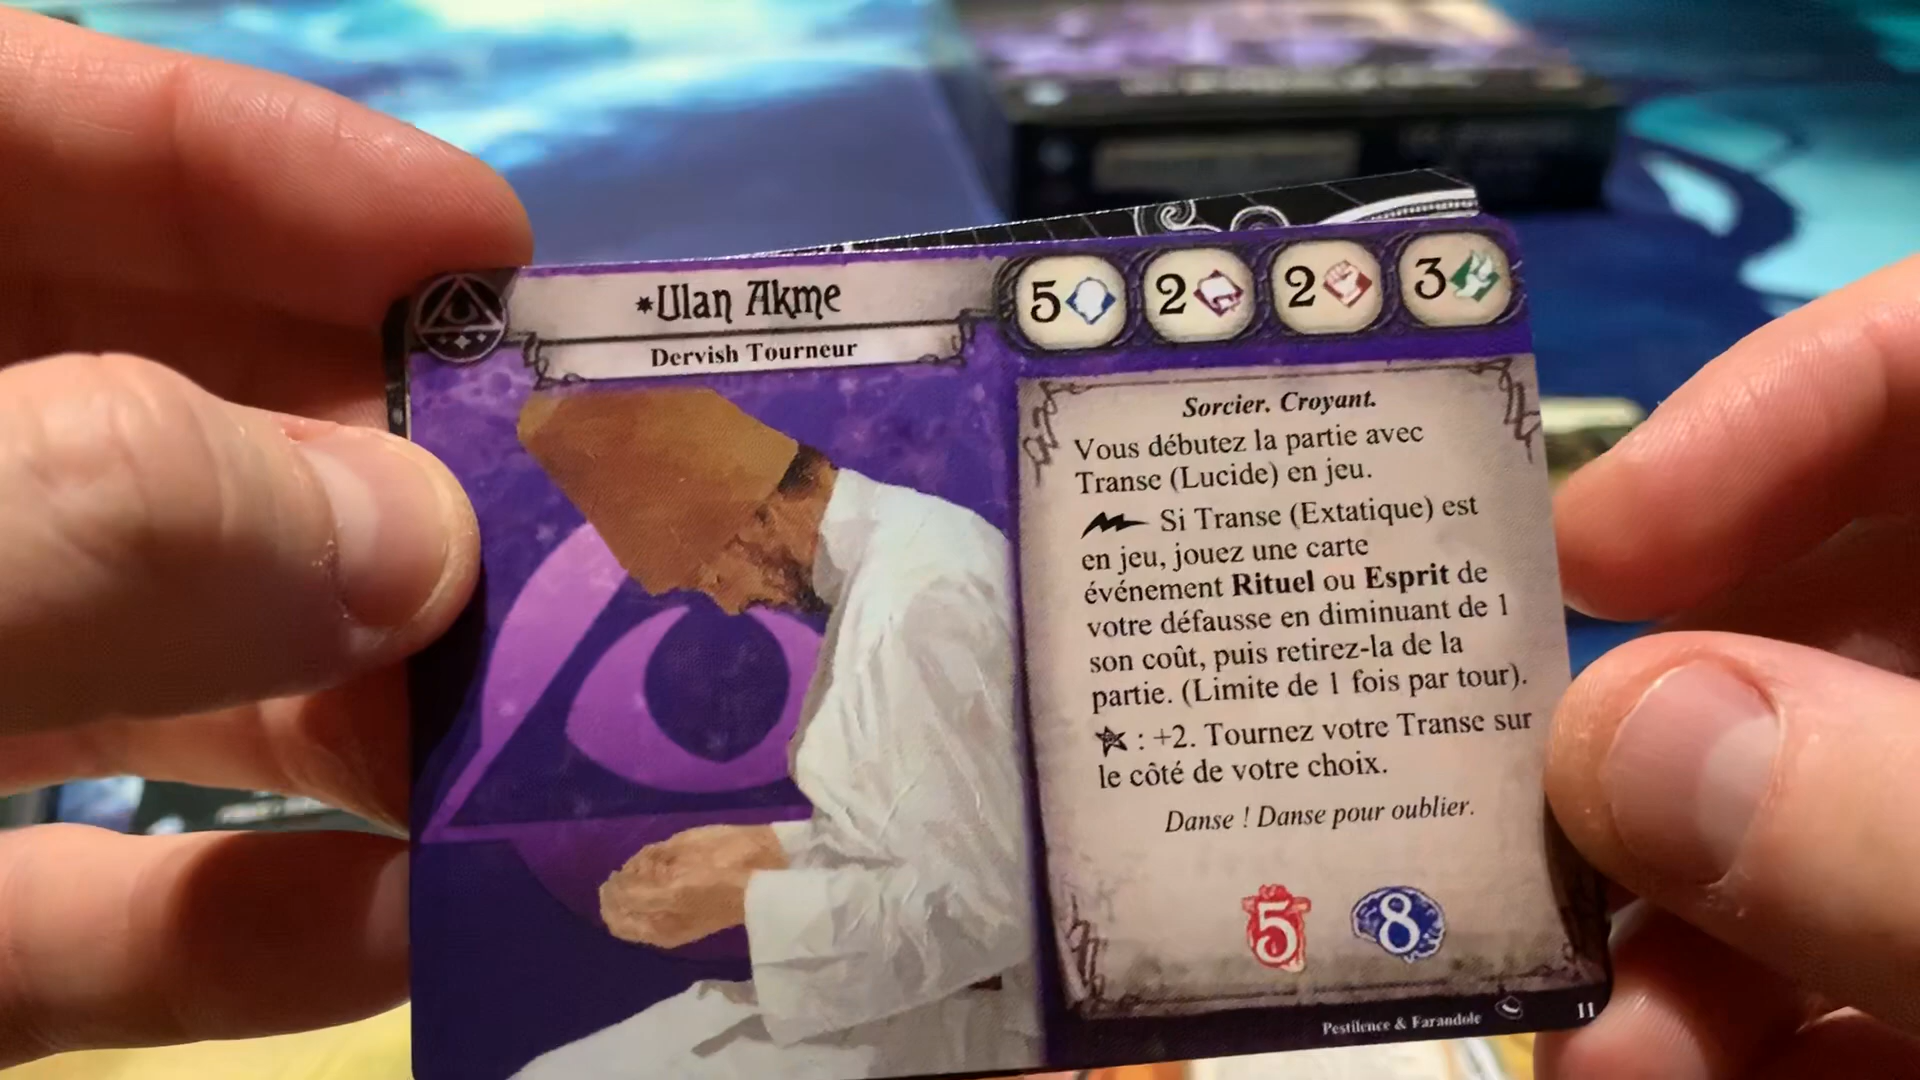 *Ulan Akme
Dervish Tourneur
5 2 2 3
Sorcier. Croyant.
Vous débutez la partie avec
Transe (Lucide) en jeu.
Si Transe (Extatique) est
en jeu, jouez une carte
événement Rituel ou Esprit de
votre défausse en diminuant de 1
son coût, puis retirez-la de la
partie. (Limite de 1 fois par tour).
: +2. Tournez votre Transe sur
le côté de votre choix.
Danse ! Danse pour oublier.
5 8
Pestilence & Farandole 11